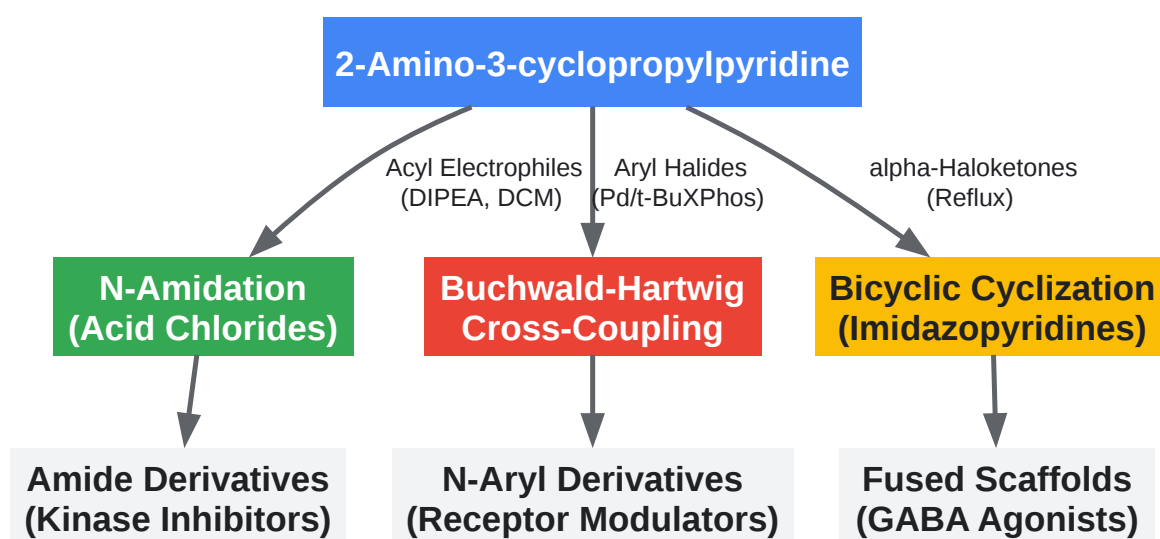 2-Amino-3-cyclopropylpyridine
Acyl Electrophiles
(DIPEA, DCM)
Aryl Halides
(Pd/t-BuXPhos)
alpha-Haloketones
(Reflux)
N-Amidation
(Acid Chlorides)
Buchwald-Hartwig
Cross-Coupling
Bicyclic Cyclization
(Imidazopyridines)
Amide Derivatives
(Kinase Inhibitors)
N-Aryl Derivatives
(Receptor Modulators)
Fused Scaffolds
(GABA Agonists)